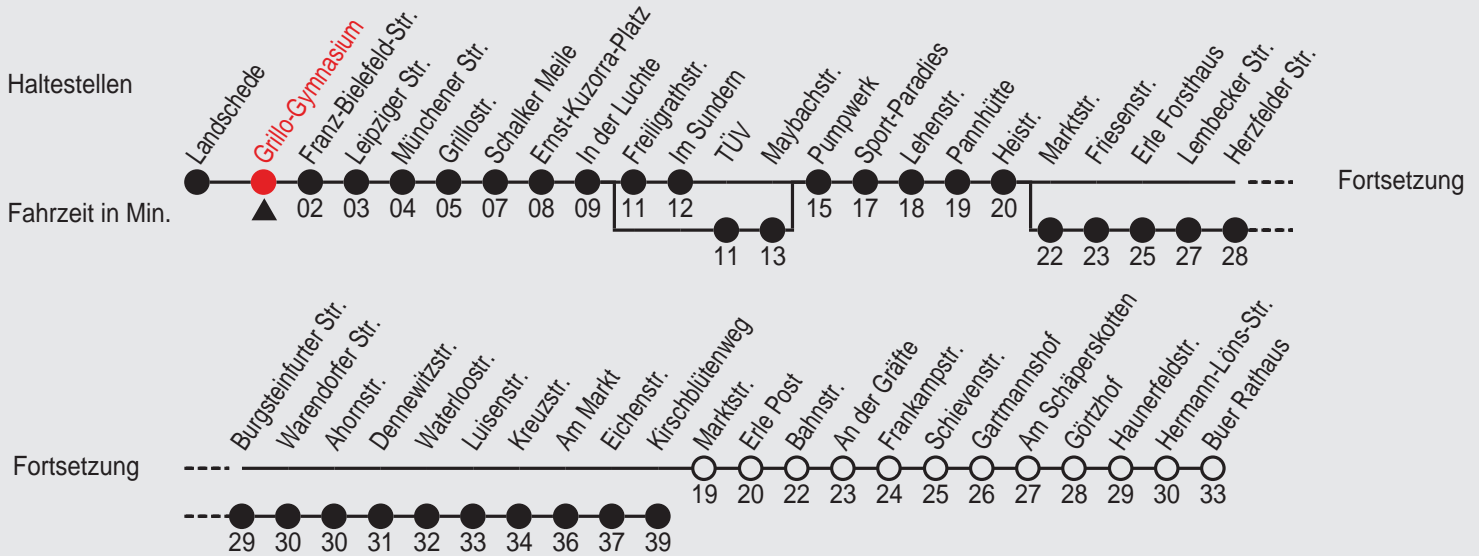 Haltestellen
Landschede
Grillo-Gymnasium
Franz-Bielefeld-Str.
Leipziger Str.
Münchener Str.
Grillostr.
Schalker Meile
Ernst-Kuzorra-Platz
In der Luchte
Freiligrathstr.
Im Sundern
TÜV
Maybachstr.
Pumpwerk
Sport-Paradies
Lehenstr.
Pannhütte
Heistr.
Marktstr.
Friesenstr.
Erle Forsthaus
Lembecker Str.
Herzfelder Str.
Fortsetzung
Fahrzeit in Min.
02 03 04 05 07 08 09 11 12 15 17 18 19 20
11 13 22 23 25 27 28
Fortsetzung
Burgsteinfurter Str.
Warendorfer Str.
Ahornstr.
Dennewitzstr.
Waterloostr.
Luisenstr.
Kreuzstr.
Am Markt
Eichenstr.
Kirschblütenweg
Marktstr.
Erle Post
Bahnstr.
An der Gräfte
Frankampstr.
Schievenstr.
Gartmannshof
Am Schäperskotten
Görtzhof
Haunerfeldstr.
Hermann-Löns-Str.
Buer Rathaus
19 20 22 23 24 25 26 27 28 29 30 33
29 30 30 31 32 33 34 36 37 39